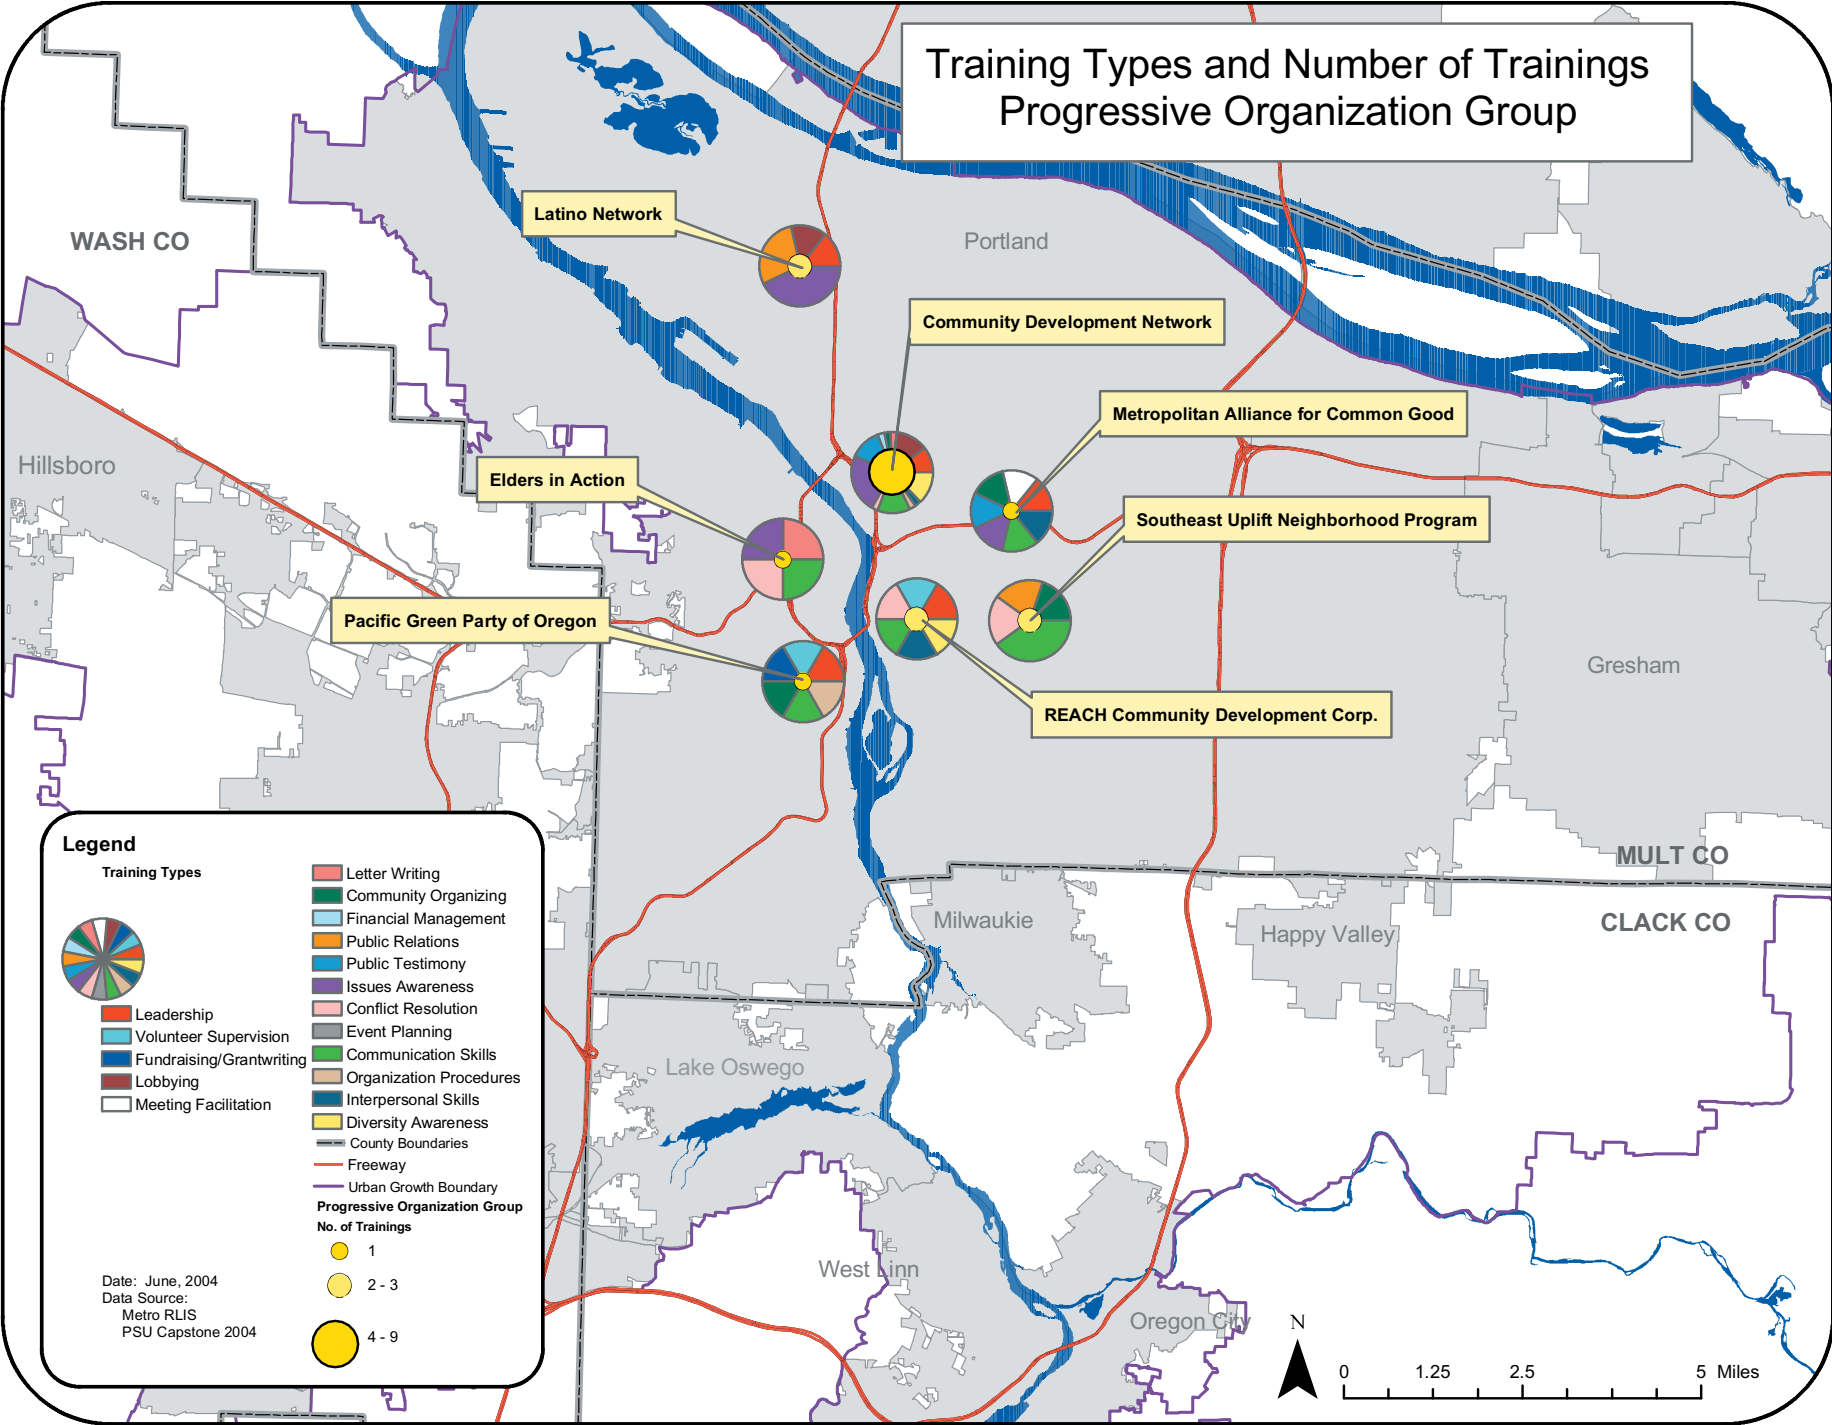 Training Types and Number of Trainings
Progressive Organization Group
Latino Network
WASH CO
Portland
Community Development Network
Metropolitan Alliance for Common Good
Hillsboro
Elders in Action
Southeast Uplift Neighborhood Program
Pacific Green Party of Oregon
Gresham
REACH Community Development Corp.
MULT CO
CLACK CO
Milwaukie
Happy Valley
Lake Oswego
West Linn
Oregon City
Legend
Training Types
Leadership
Volunteer Supervision
Fundraising/Grantwriting
Lobbying
Meeting Facilitation
Letter Writing
Community Organizing
Financial Management
Public Relations
Public Testimony
Issues Awareness
Conflict Resolution
Event Planning
Communication Skills
Organization Procedures
Interpersonal Skills
Diversity Awareness
County Boundaries
Freeway
Urban Growth Boundary
Progressive Organization Group
No. of Trainings
1
2 - 3
4 - 9
Date: June, 2004
Data Source:
Metro RLIS
PSU Capstone 2004
N
0 1.25 2.5 5 Miles